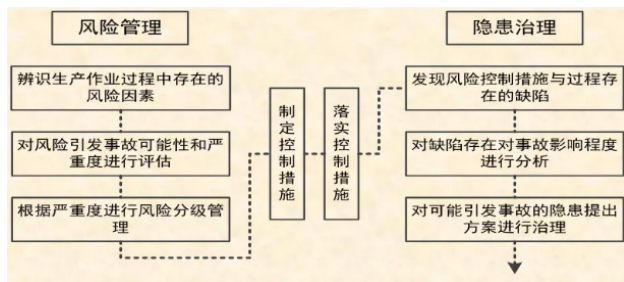 风险管理
辨识生产作业过程中存在的
风险因素
对风险引发事故可能性和严
重度进行评估
根据严重度进行风险分级管
理
制定控制措施
落实控制措施
隐患治理
发现风险控制措施与过程存
在的缺陷
对缺陷存在对事故影响程度
进行分析
对可能引发事故的隐患提出
方案进行治理